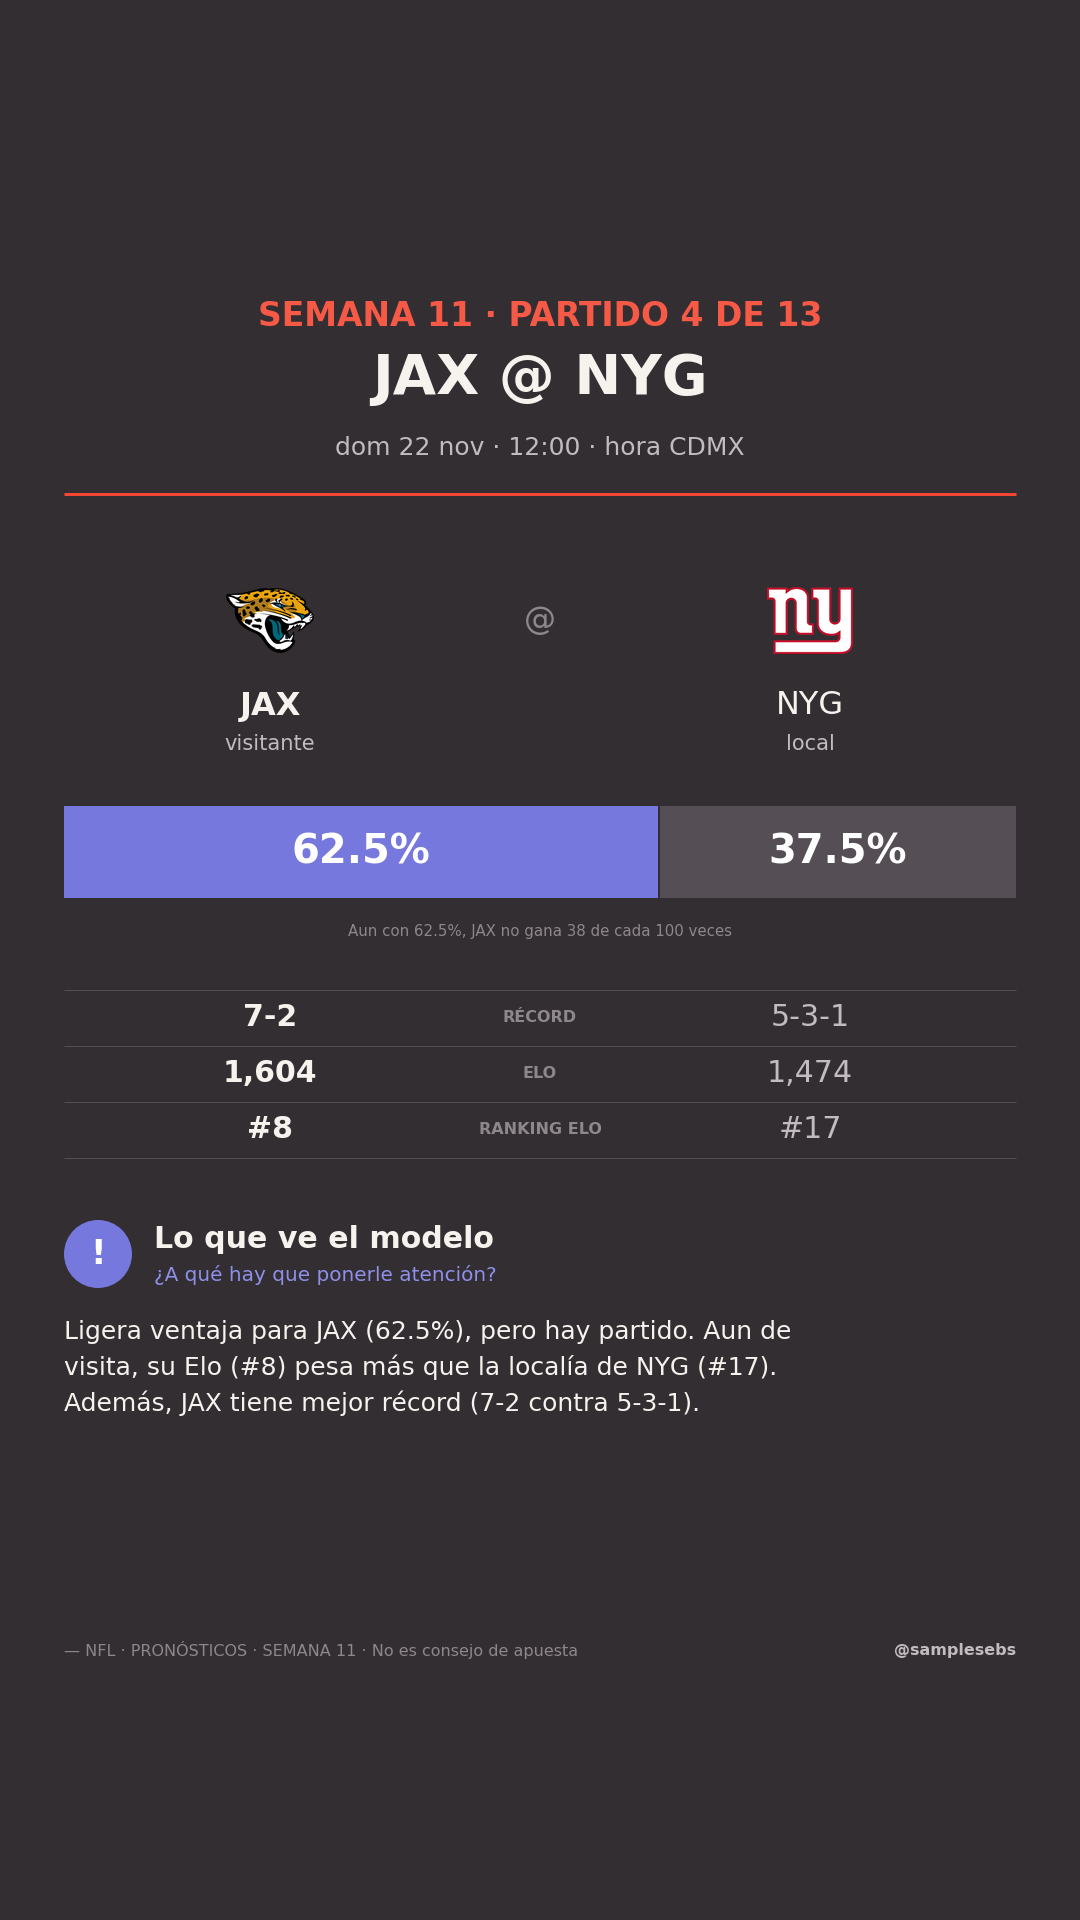 SEMANA 11 · PARTIDO 4 DE 13
JAX @ NYG
dom 22 nov · 12:00 · hora CDMX
@
ny
JAX
NYG
visitante
local
62.5%
37.5%
Aun con 62.5%, JAX no gana 38 de cada 100 veces
7-2 RÉCORD 5-3-1
1,604 ELO 1,474
#8 RANKING ELO #17
!
Lo que ve el modelo
¿A qué hay que ponerle atención?
Ligera ventaja para JAX (62.5%), pero hay partido. Aun de
visita, su Elo (#8) pesa más que la localía de NYG (#17).
Además, JAX tiene mejor récord (7-2 contra 5-3-1).
— NFL · PRONÓSTICOS · SEMANA 11 · No es consejo de apuesta
@samplesebs